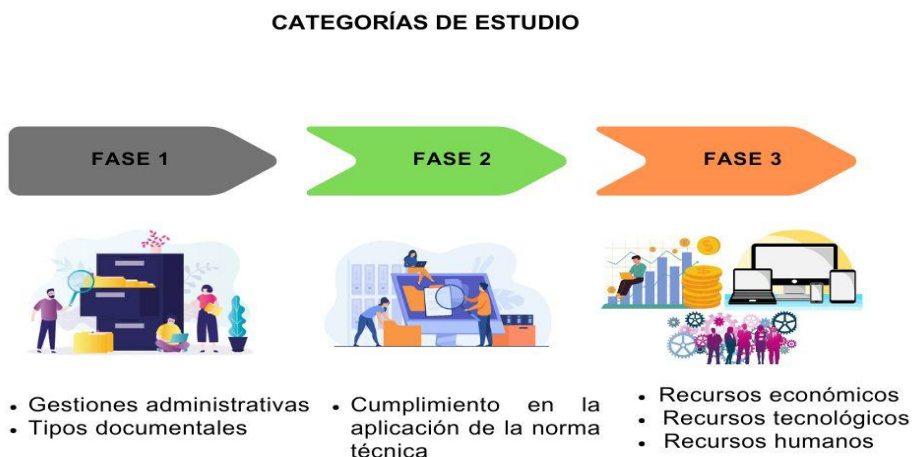 CATEGORÍAS DE ESTUDIO
FASE 1
FASE 2
FASE 3
• Gestiones administrativas
• Tipos documentales
• Cumplimiento en la
aplicación de la norma
técnica
• Recursos económicos
• Recursos tecnológicos
• Recursos humanos